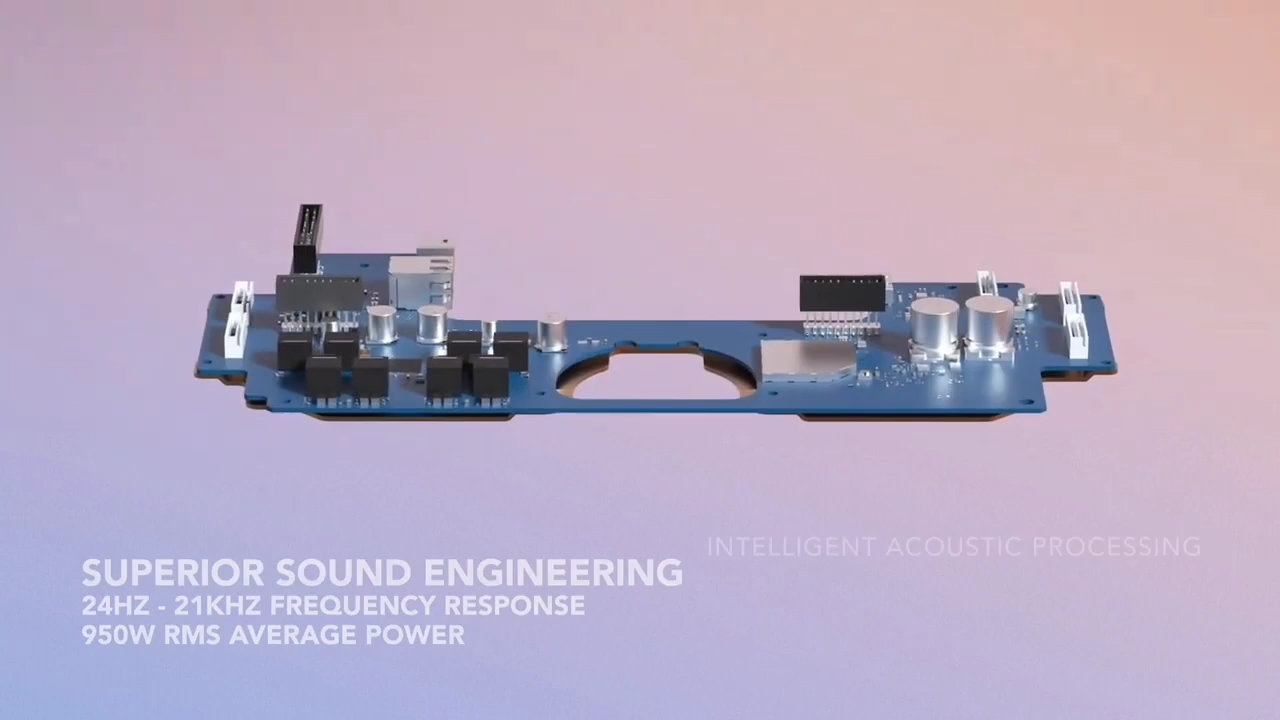 INTELLIGENT ACOUSTIC PROCESSING
SUPERIOR SOUND ENGINEERING
24HZ - 21KHZ FREQUENCY RESPONSE
950W RMS AVERAGE POWER